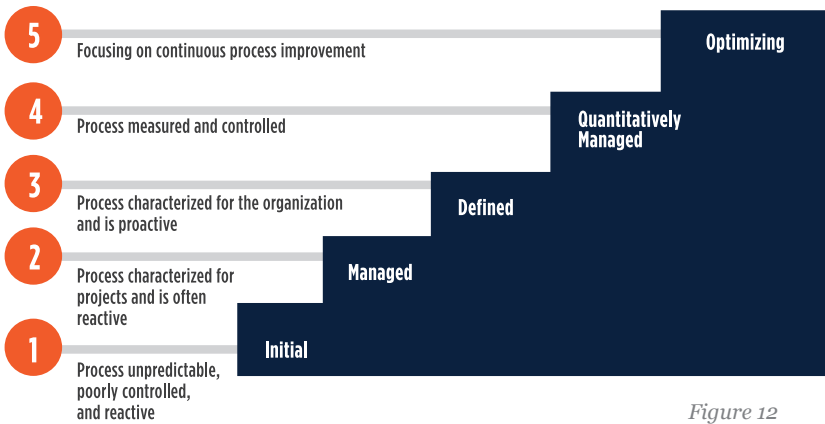 5
Focusing on continuous process improvement
Optimizing
4
Process measured and controlled
Quantitatively
Managed
3
Process characterized for the organization
and is proactive
Defined
2
Process characterized for
projects and is often
reactive
Managed
1
Process unpredictable,
poorly controlled,
and reactive
Initial
Figure 12